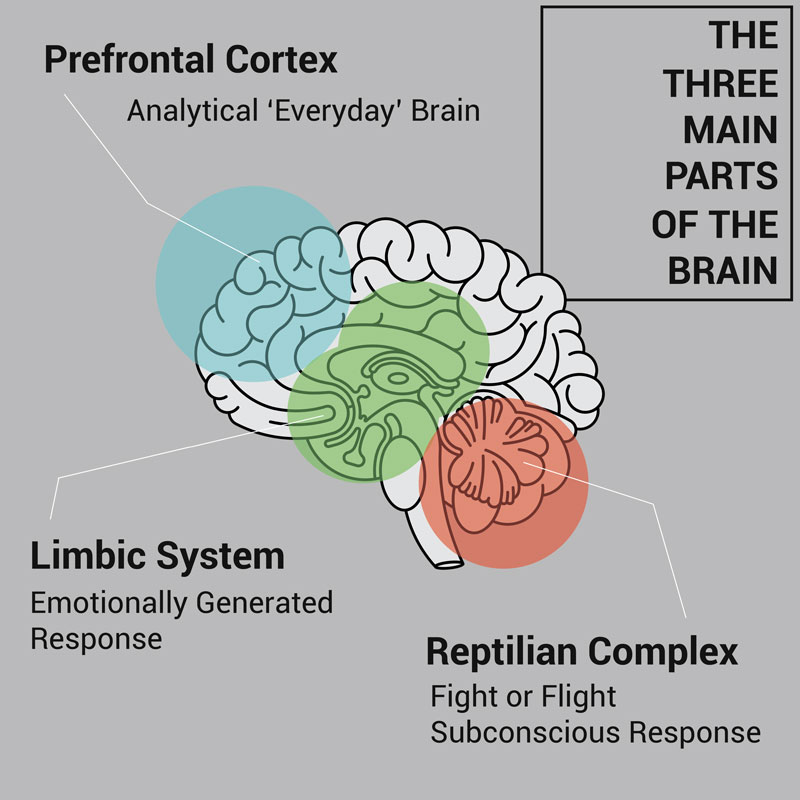 THE
THREE
MAIN
PARTS
OF THE
BRAIN
Prefrontal Cortex
Analytical ‘Everyday’ Brain
Limbic System
Emotionally Generated
Response
Reptilian Complex
Fight or Flight
Subconscious Response